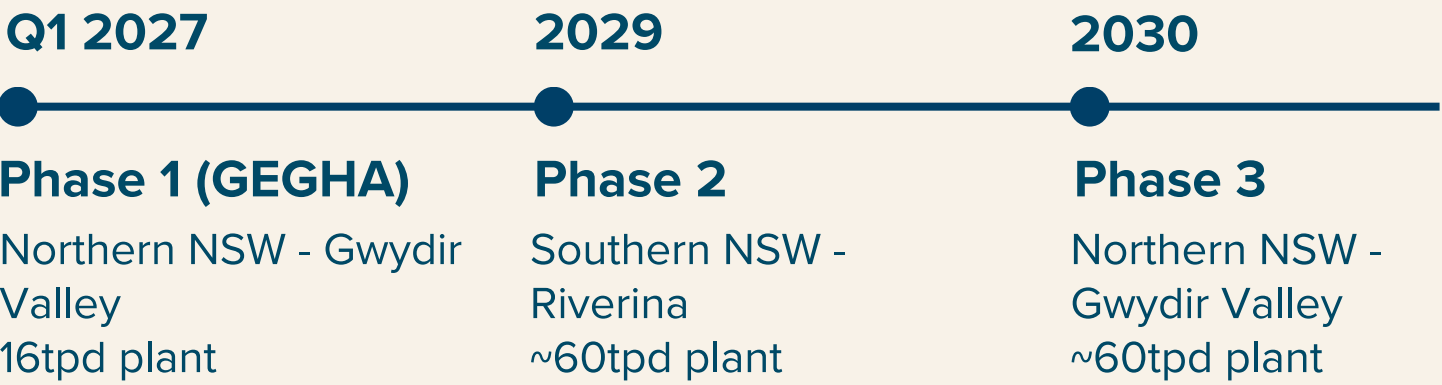 Q1 2027
Phase 1 (GEGHA)
Northern NSW - Gwydir
Valley
16tpd plant
2029
Phase 2
Southern NSW -
Riverina
~60tpd plant
2030
Phase 3
Northern NSW -
Gwydir Valley
~60tpd plant